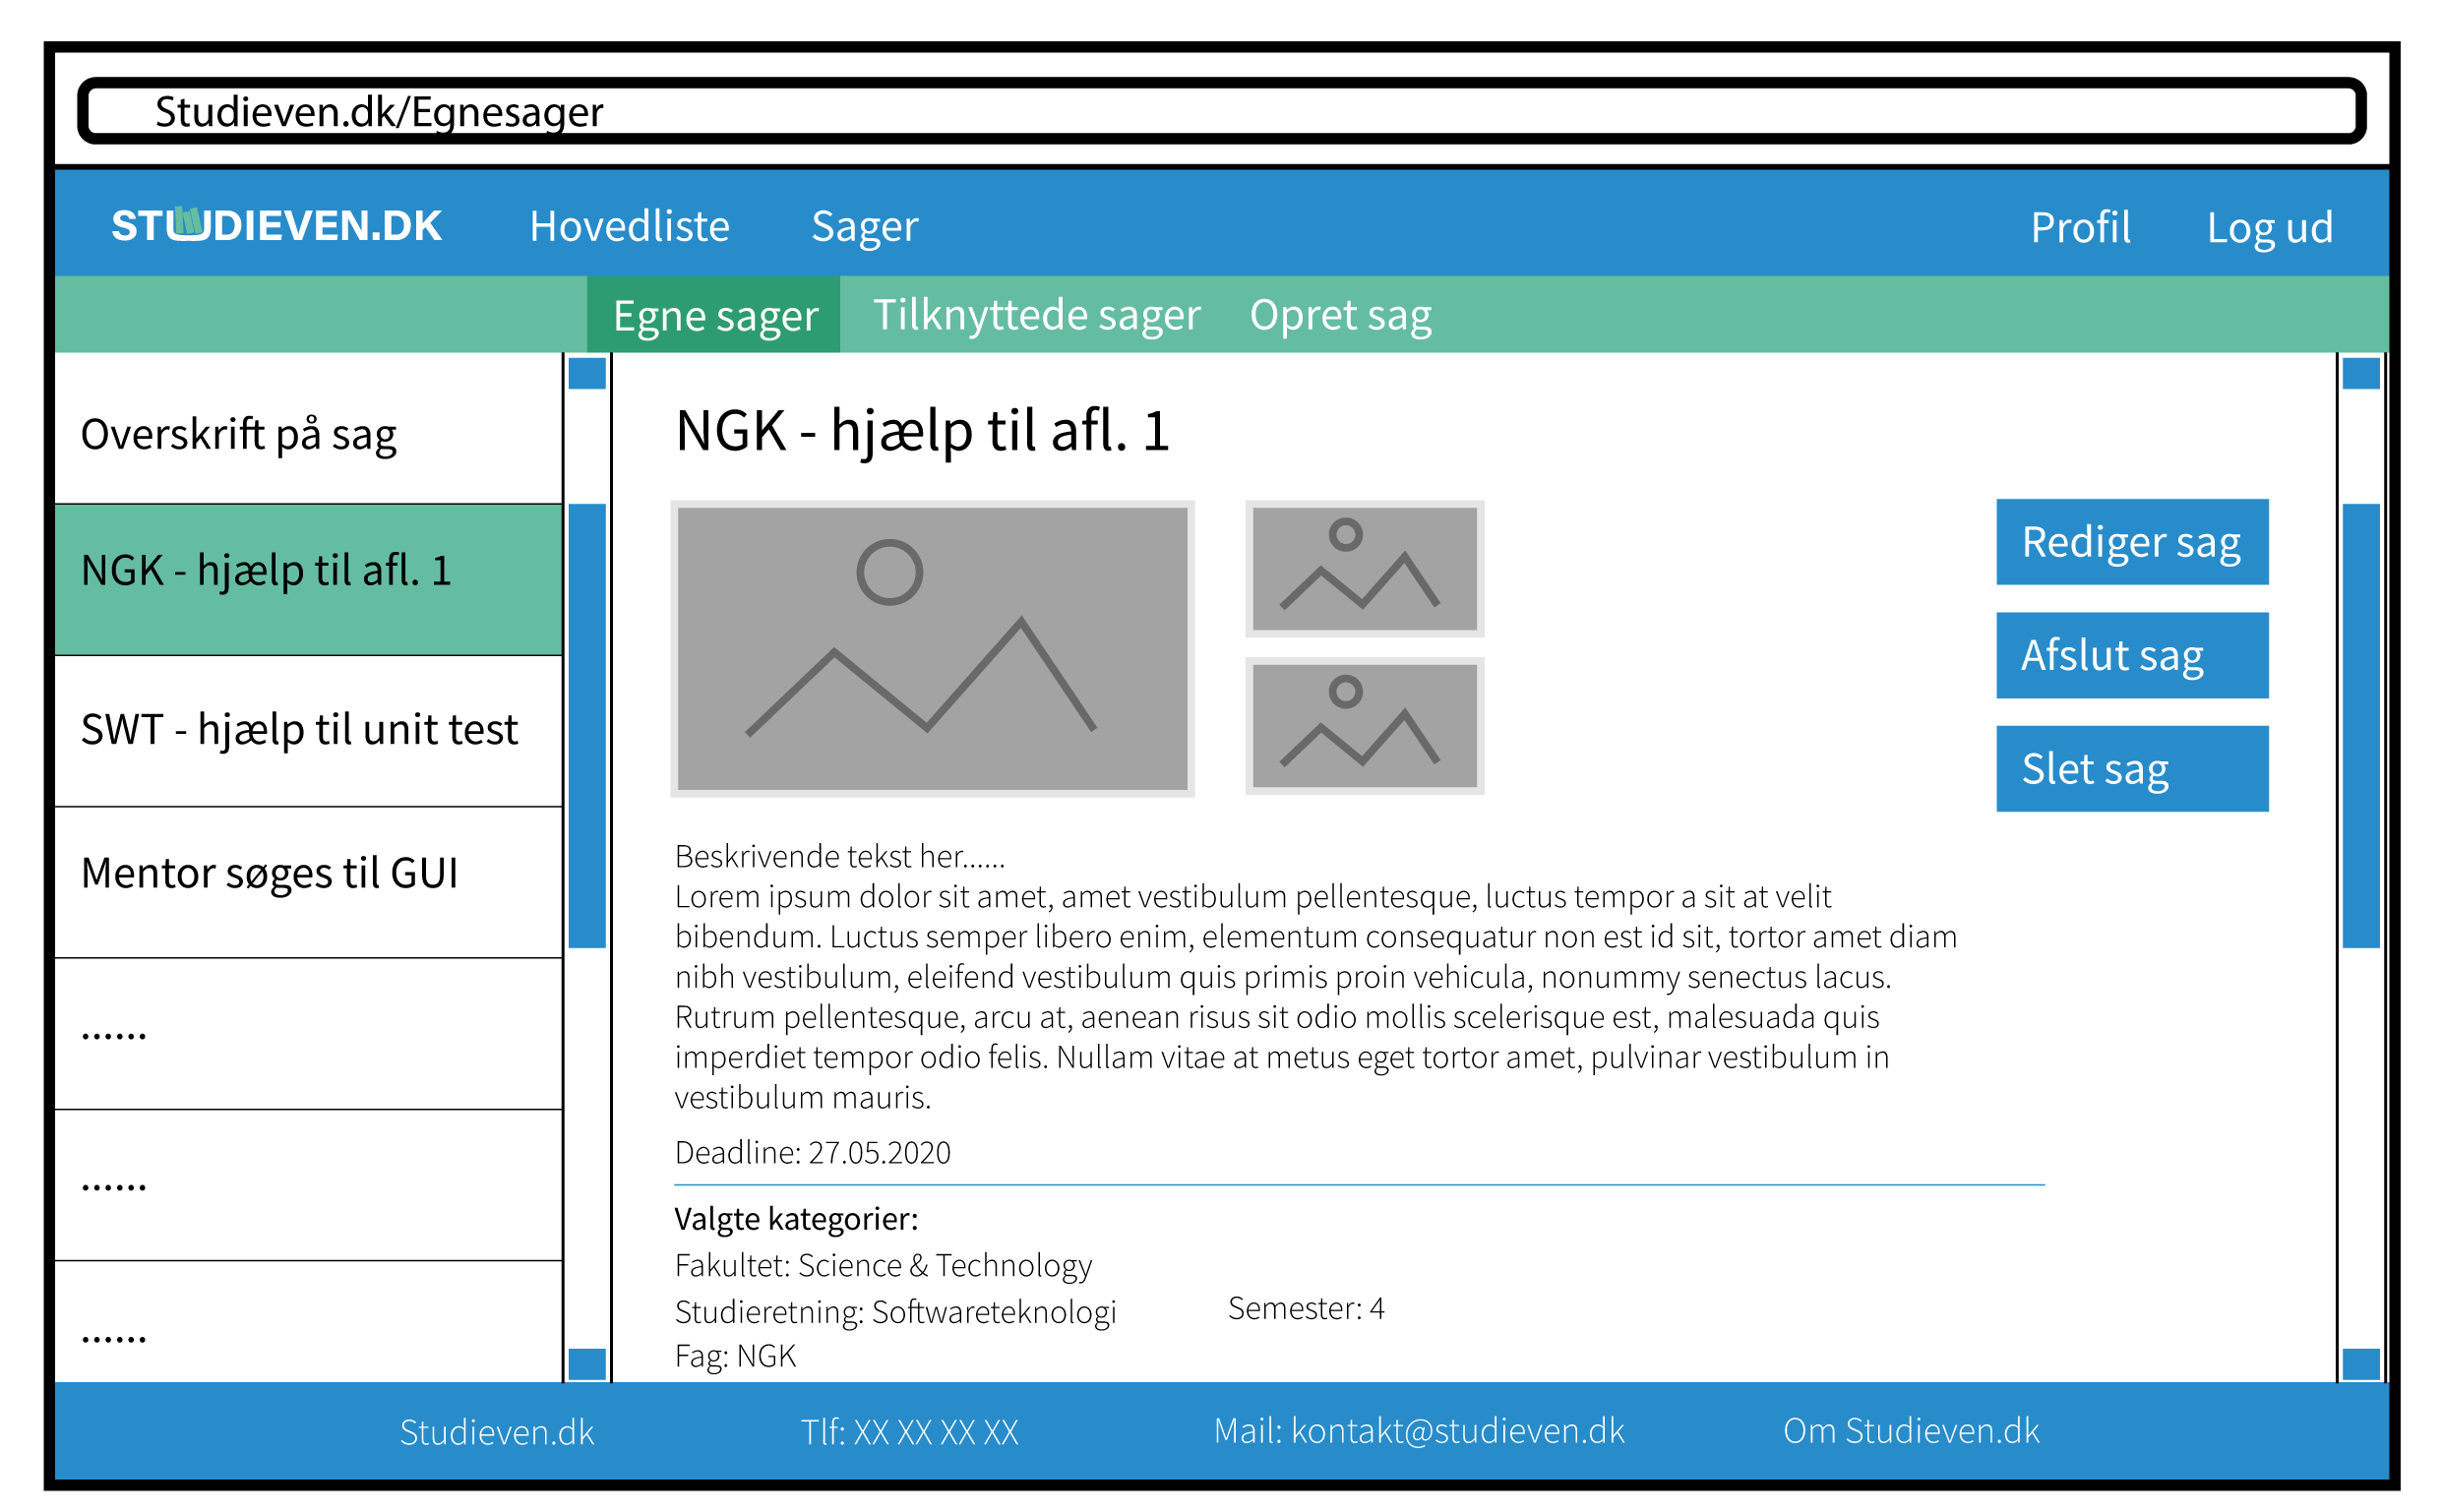 Studieven.dk/Egnesager
STUDIEVEN.DK Hovedliste Sager Profil Log ud
Egne sager Tilknyttede sager Opret sag
Overskrift på sag
NGK - hjælp til afl. 1
SWT - hjælp til unit test
Mentor søges til GUI
......
......
......
NGK - hjælp til afl. 1
Rediger sag
Afslut sag
Slet sag
Beskrivende tekst her......
Lorem ipsum dolor sit amet, amet vestibulum pellentesque, luctus tempor a sit at velit
bibendum. Luctus semper libero enim, elementum consequatur non est id sit, tortor amet diam
nibh vestibulum, eleifend vestibulum quis primis proin vehicula, nonummy senectus lacus.
Rutrum pellentesque, arcu at, aenean risus sit odio mollis scelerisque est, malesuada quis
imperdiet tempor odio felis. Nullam vitae at metus eget tortor amet, pulvinar vestibulum in
vestibulum mauris.
Deadline: 27.05.2020
Valgte kategorier:
Fakultet: Science & Technology
Studieretning: Softwareteknologi Semester: 4
Fag: NGK
Studieven.dk Tlf: XX XX XX XX Mail: kontakt@studieven.dk Om Studieven.dk